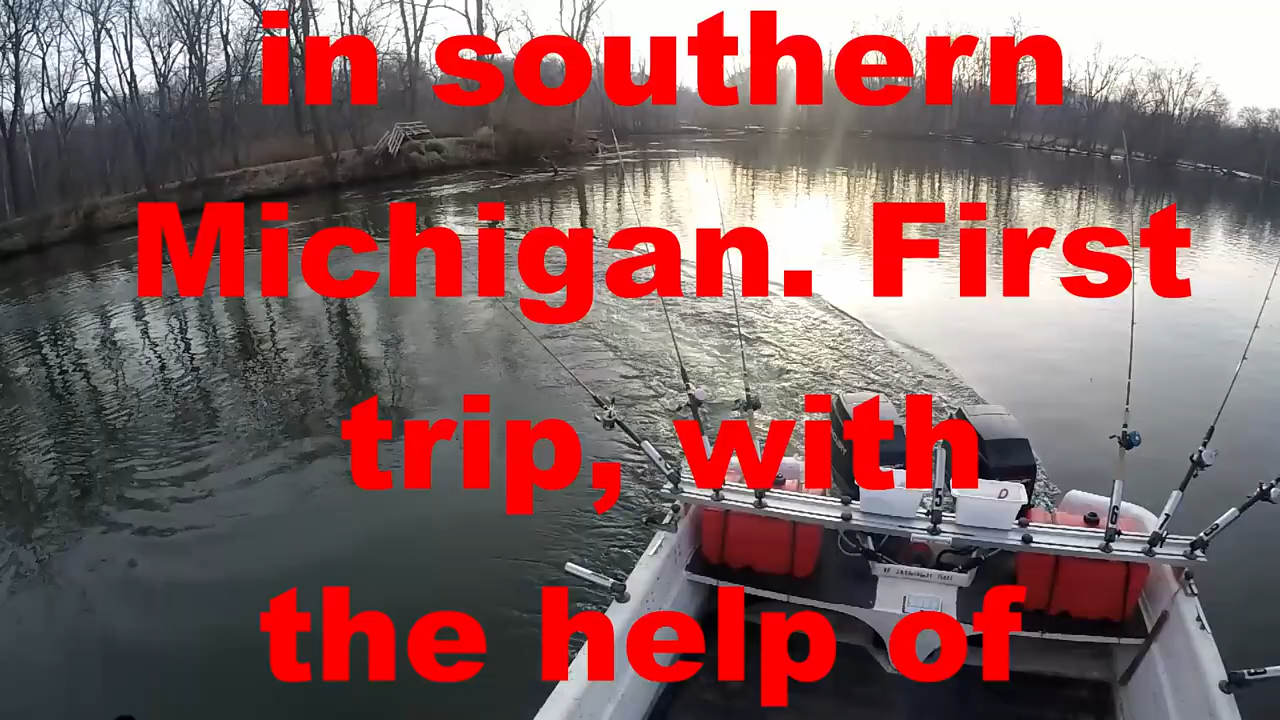 in southern
Michigan. First
trip, with
the help of